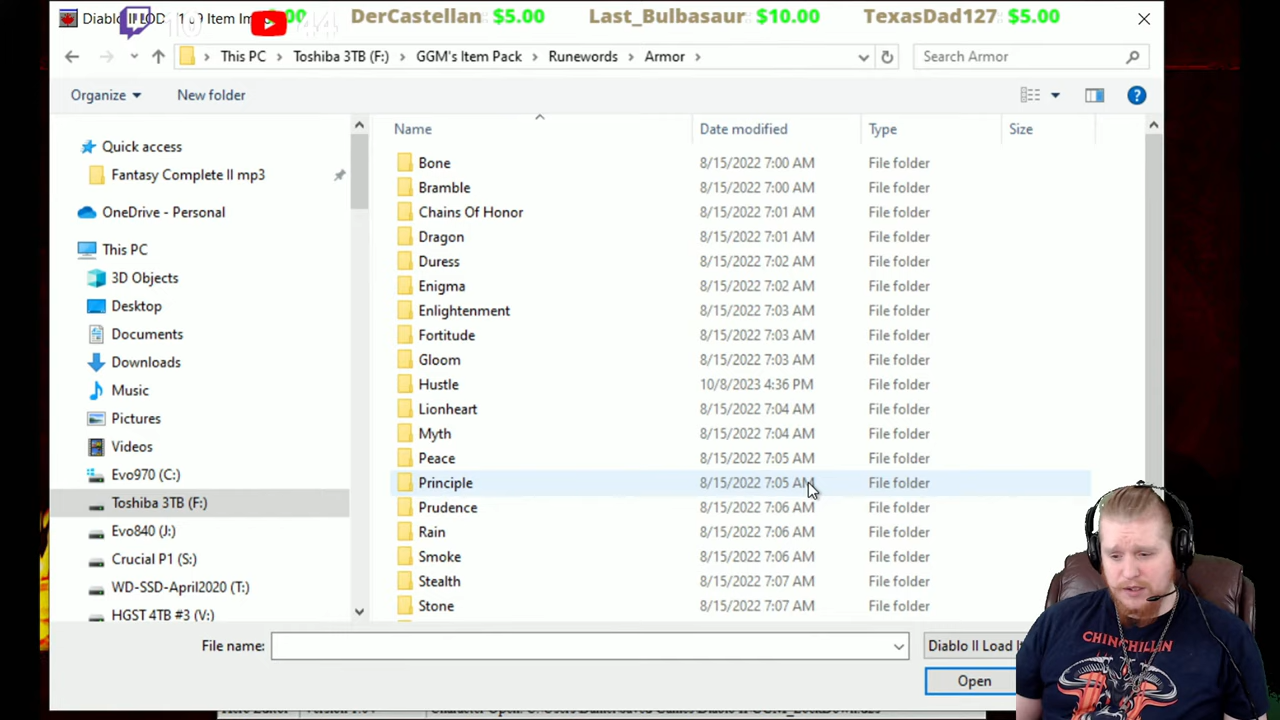 DerCastellan: $5.00 Last_Bulbasaur: $10.00 TexasDad127: $5.00
Diablo II LOD
This PC > Toshiba 3TB (F:) > GGM's Item Pack > Runewords > Armor >
Search Armor
Organize
New folder
Name Date modified Type Size
Quick access
Fantasy Complete II mp3
OneDrive - Personal
This PC
3D Objects
Desktop
Documents
Downloads
Music
Pictures
Videos
Evo970 (C:)
Toshiba 3TB (F:)
Evo840 (J:)
Crucial P1 (S:)
WD-SSD-April2020 (T:)
HGST 4TB #3 (V:)
Bone 8/15/2022 7:00 AM File folder
Bramble 8/15/2022 7:00 AM File folder
Chains Of Honor 8/15/2022 7:01 AM File folder
Dragon 8/15/2022 7:01 AM File folder
Duress 8/15/2022 7:02 AM File folder
Enigma 8/15/2022 7:02 AM File folder
Enlightenment 8/15/2022 7:03 AM File folder
Fortitude 8/15/2022 7:03 AM File folder
Gloom 8/15/2022 7:03 AM File folder
Hustle 10/8/2023 4:36 PM File folder
Lionheart 8/15/2022 7:04 AM File folder
Myth 8/15/2022 7:04 AM File folder
Peace 8/15/2022 7:05 AM File folder
Principle 8/15/2022 7:05 AM File folder
Prudence 8/15/2022 7:06 AM File folder
Rain 8/15/2022 7:06 AM File folder
Smoke 8/15/2022 7:06 AM File folder
Stealth 8/15/2022 7:07 AM File folder
Stone 8/15/2022 7:07 AM File folder
File name:
Diablo II Load
Open
CHINCHILLIN